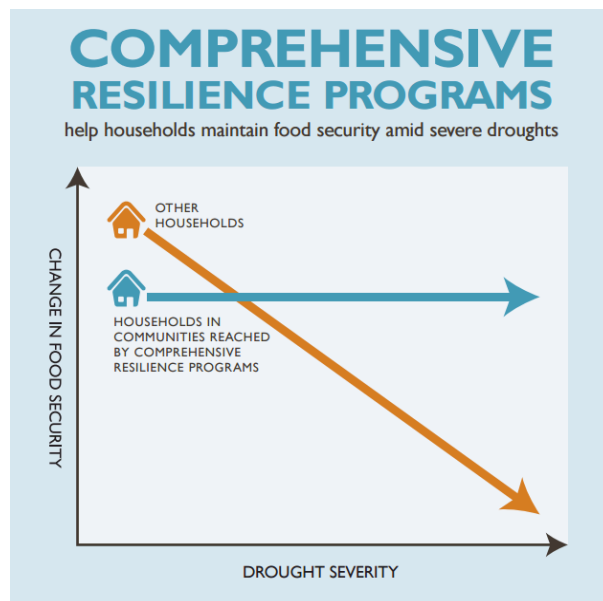 COMPREHENSIVE
RESILIENCE PROGRAMS
help households maintain food security amid severe droughts
OTHER
HOUSEHOLDS
HOUSEHOLDS IN
COMMUNITIES REACHED
BY COMPREHENSIVE
RESILIENCE PROGRAMS
CHANGE IN FOOD SECURITY
DROUGHT SEVERITY